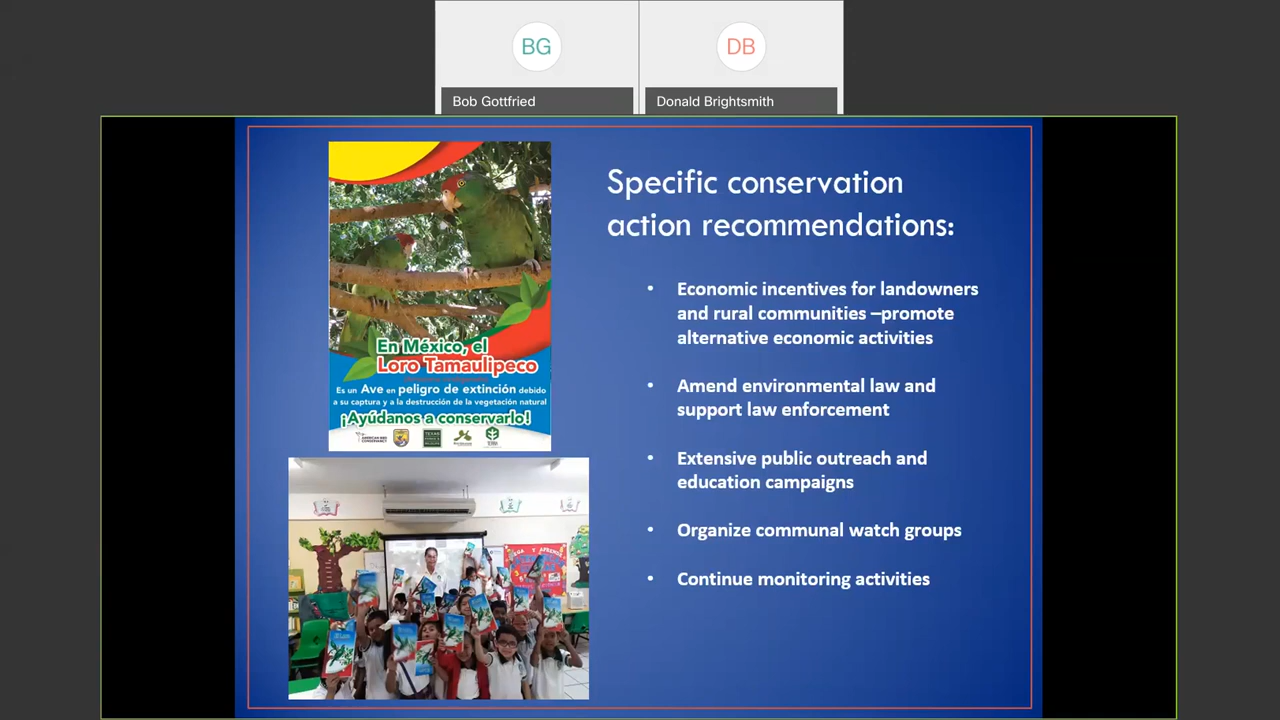 BG
DB
Bob Gottfried
Donald Brightsmith
Specific conservation
action recommendations:
• Economic incentives for landowners
and rural communities –promote
alternative economic activities
• Amend environmental law and
support law enforcement
• Extensive public outreach and
education campaigns
• Organize communal watch groups
• Continue monitoring activities
En México, el
Loro Tamaulipeco
Es un Ave en peligro de extinción debido
a su captura y a la destrucción de la vegetación natural
¡Ayúdanos a conservarlo!